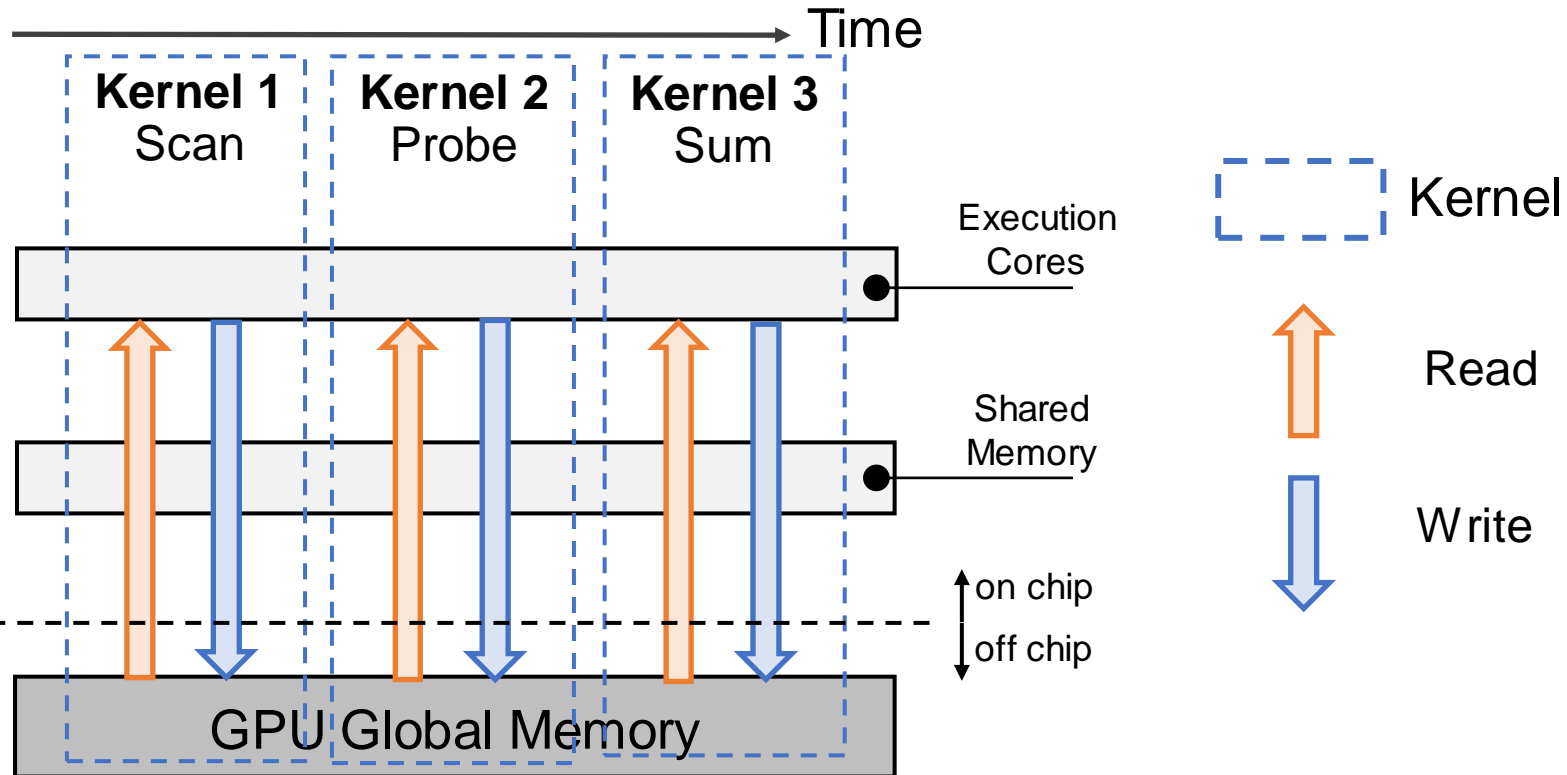 Time
Kernel 1
Scan
Kernel 2
Probe
Kernel 3
Sum
Execution
Cores
Kernel
Read
Shared
Memory
Write
on chip
off chip
GPU Global Memory